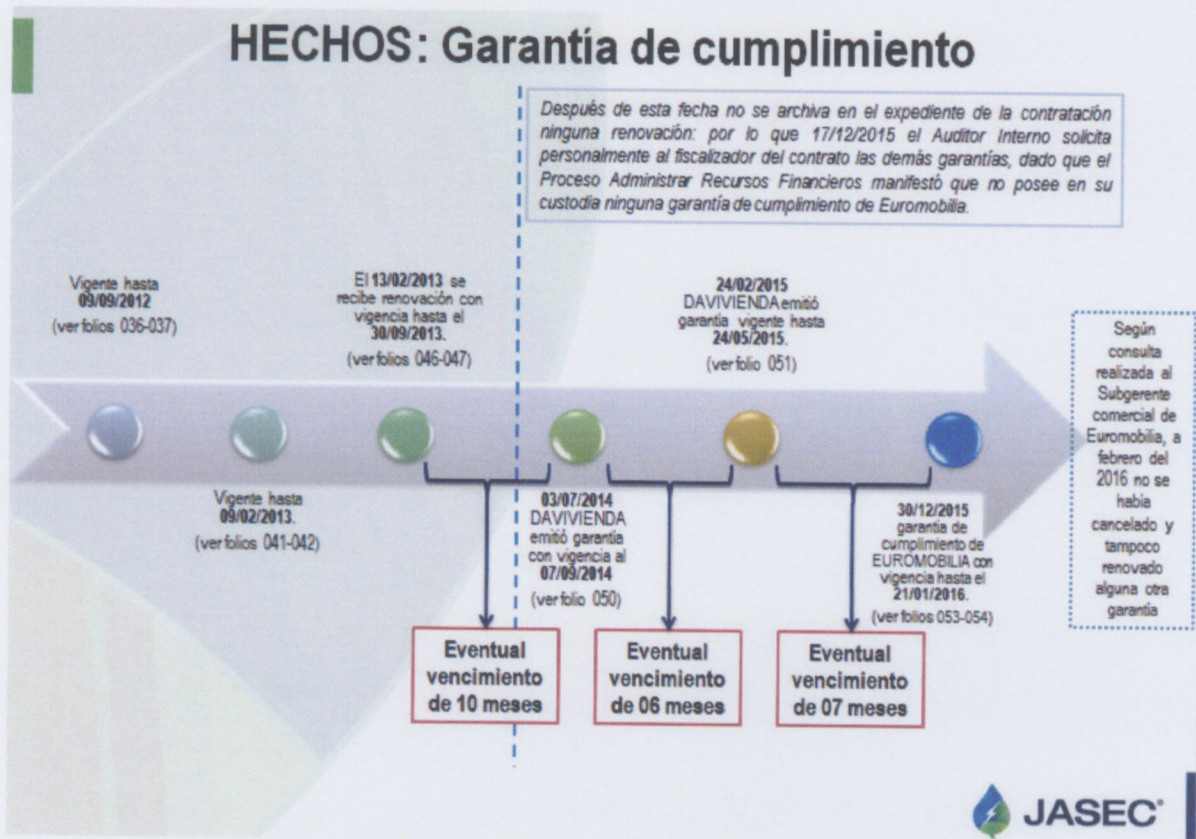 HECHOS: Garantía de cumplimiento
Después de esta fecha no se archiva en el expediente de la contratación
ninguna renovación: por lo que 17/12/2015 el Auditor Interno solicita
personalmente al fiscalizador del contrato las demás garantías, dado que el
Proceso Administrar Recursos Financieros manifestó que no posee en su
custodia ninguna garantía de cumplimiento de Euromobilia.
Vigente hasta
09/09/2012
(ver folios 036-037)
El 13/02/2013 se
recibe renovación con
vigencia hasta el
30/09/2013.
(ver folios 046-047)
24/02/2015
DAVIVIENDA emitió
garantía vigente hasta
24/05/2015.
(ver folio 051)
Según
consulta
realizada al
Subgerente
comercial de
Euromobilia, a
febrero del
2016 no se
había
cancelado y
tampoco
renovado
alguna otra
garantía
Vigente hasta
09/02/2013.
(ver folios 041-042)
03/07/2014
DAVIVIENDA
emitió garantía
con vigencia al
07/09/2014
(ver folio 050)
30/12/2015
garantía de
cumplimiento de
EUROMOBILIA con
vigencia hasta el
21/01/2016.
(ver folios 053-054)
Eventual
vencimiento
de 10 meses
Eventual
vencimiento
de 06 meses
Eventual
vencimiento
de 07 meses
JASEC